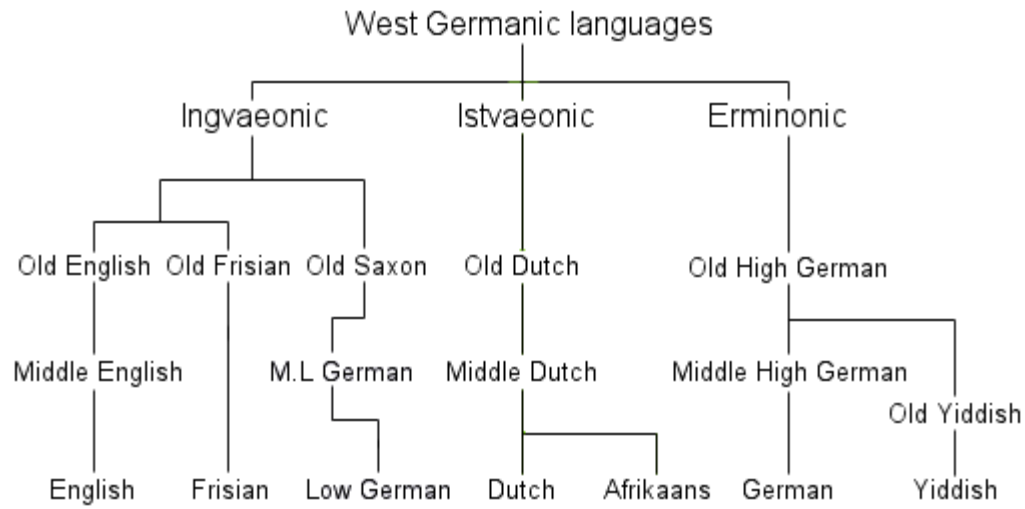 West Germanic languages
Ingvaeonic Istvaeonic Erminonic
Old English Old Frisian Old Saxon Old Dutch Old High German
Middle English M.L German Middle Dutch Middle High German
Old Yiddish
English Frisian Low German Dutch Afrikaans German Yiddish